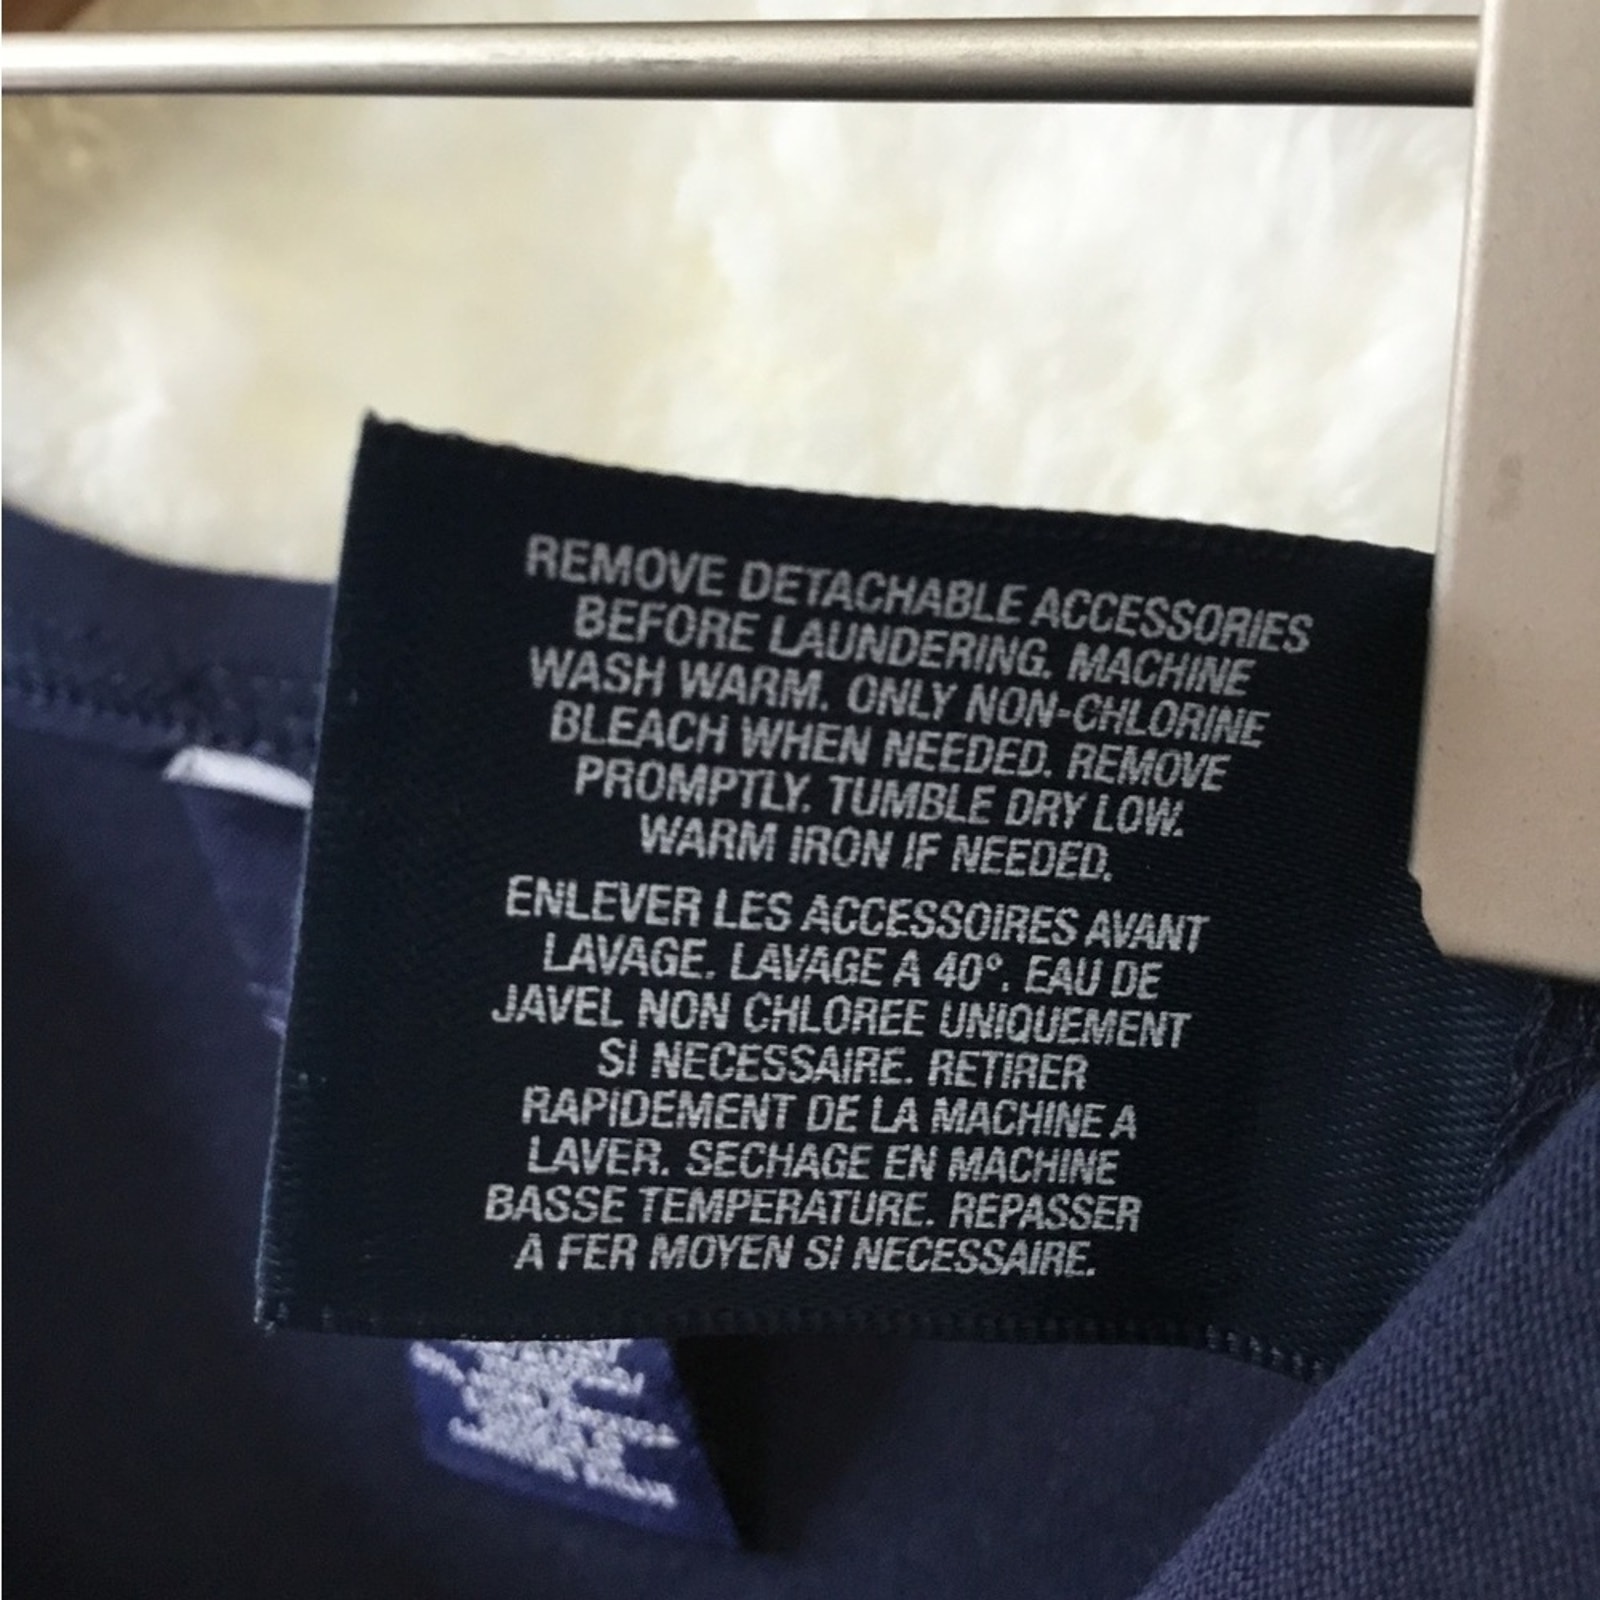 REMOVE DETACHABLE ACCESSORIES
BEFORE LAUNDERING. MACHINE
WASH WARM. ONLY NON-CHLORINE
BLEACH WHEN NEEDED. REMOVE
PROMPTLY. TUMBLE DRY LOW.
WARM IRON IF NEEDED.
ENLEVER LES ACCESSOIRES AVANT
LAVAGE. LAVAGE A 40°. EAU DE
JAVEL NON CHLOREE UNIQUEMENT
SI NECESSAIRE. RETIRER
RAPIDEMENT DE LA MACHINE A
LAVER. SECHAGE EN MACHINE
BASSE TEMPERATURE. REPASSER
A FER MOYEN SI NECESSAIRE.